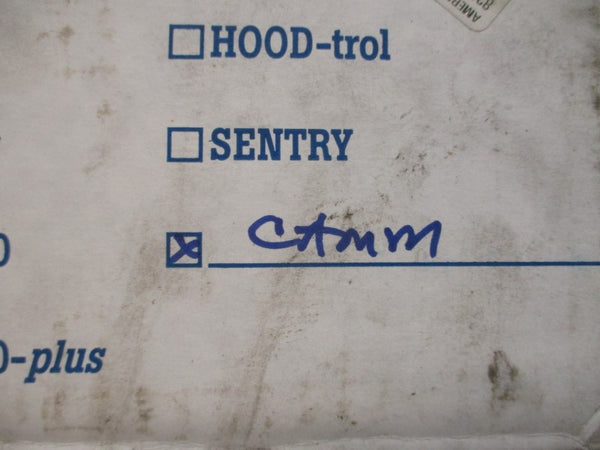 HOOD-trol
SENTRY
X CAMM
-plus